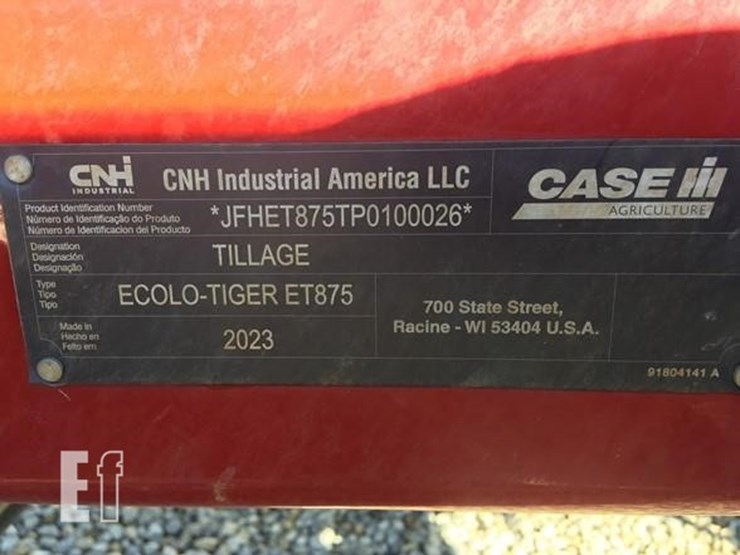 CNH
INDUSTRIAL
CNH Industrial America LLC
CASE IH
AGRICULTURE
Product Identification Number
Número de Identificação do Produto
Número de Identificacion del Producto
*JFHET875TP0100026*
Designation
Designación
Designação
TILLAGE
Type
Tipo
Tipo
ECOLO-TIGER ET875
700 State Street,
Racine - WI 53404 U.S.A.
Made in
Hecho en
Feito em
2023
91804141 A
Ef